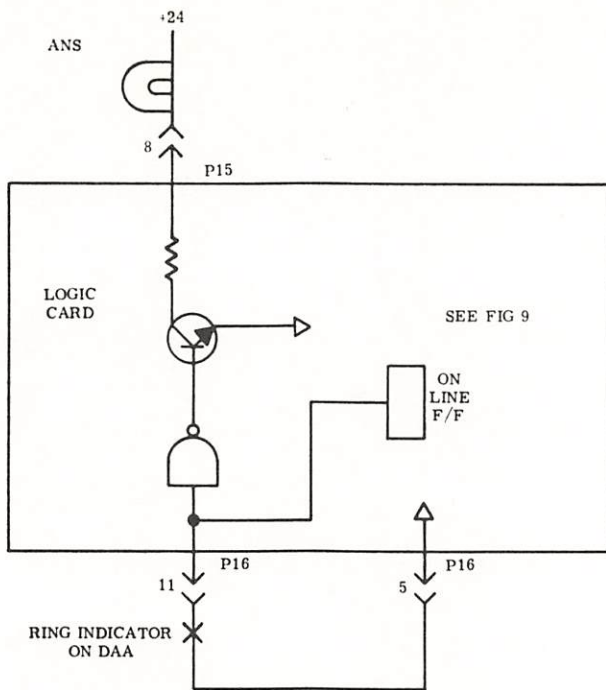 +24
ANS
8
P15
LOGIC
CARD
SEE FIG 9
ON
LINE
F/F
P16
P16
11
5
RING INDICATOR
ON DAA